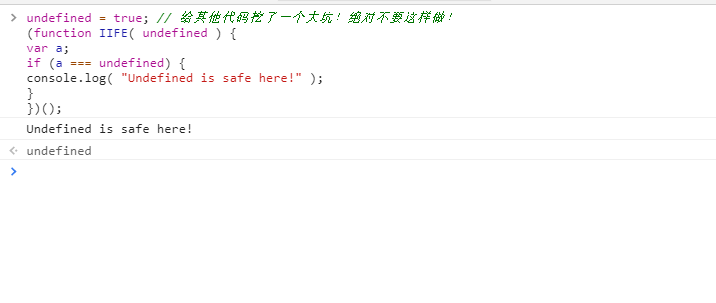 undefined = true; // 给其他代码挖了一个大坑！绝对不要这样做！
(function IIFE( undefined ) {
var a;
if (a === undefined) {
console.log( "Undefined is safe here!" );
}
})();
Undefined is safe here!
undefined